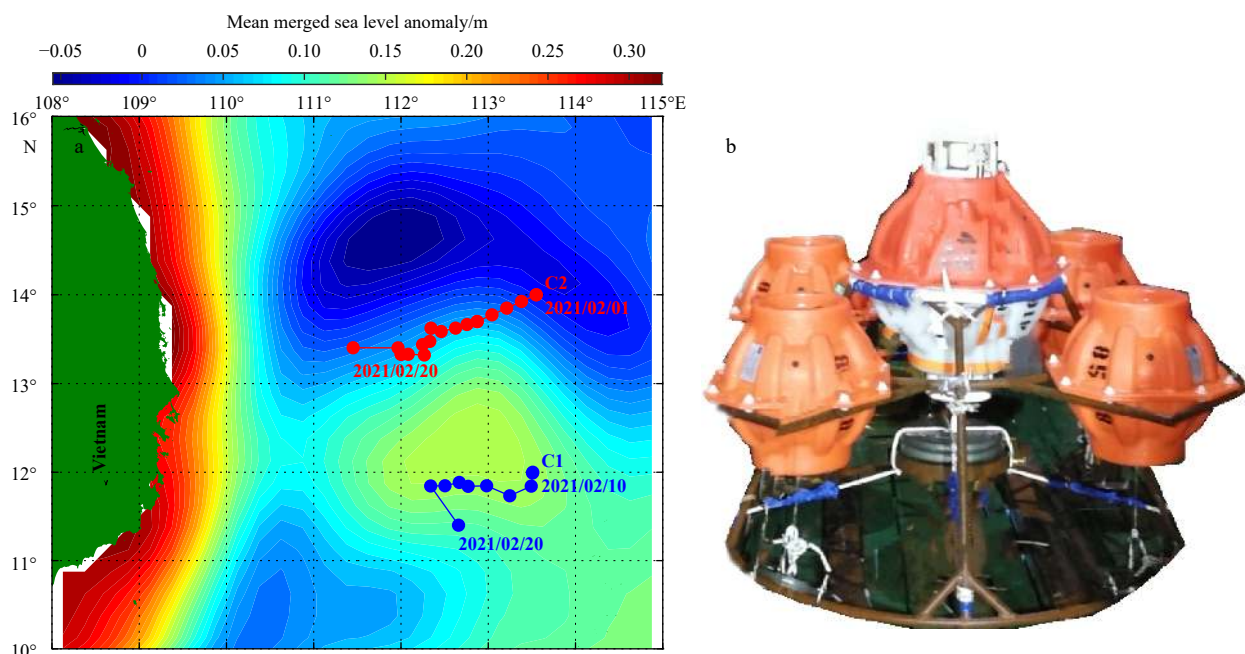 Mean merged sea level anomaly/m
−0.05 0 0.05 0.10 0.15 0.20 0.25 0.30
108° 109° 110° 111° 112° 113° 114° 115°E
16°
N
a
b
15°
C2
14°
2021/02/01
2021/02/20
13°
Vietnam
12°
C1
2021/02/10
2021/02/20
11°
10°